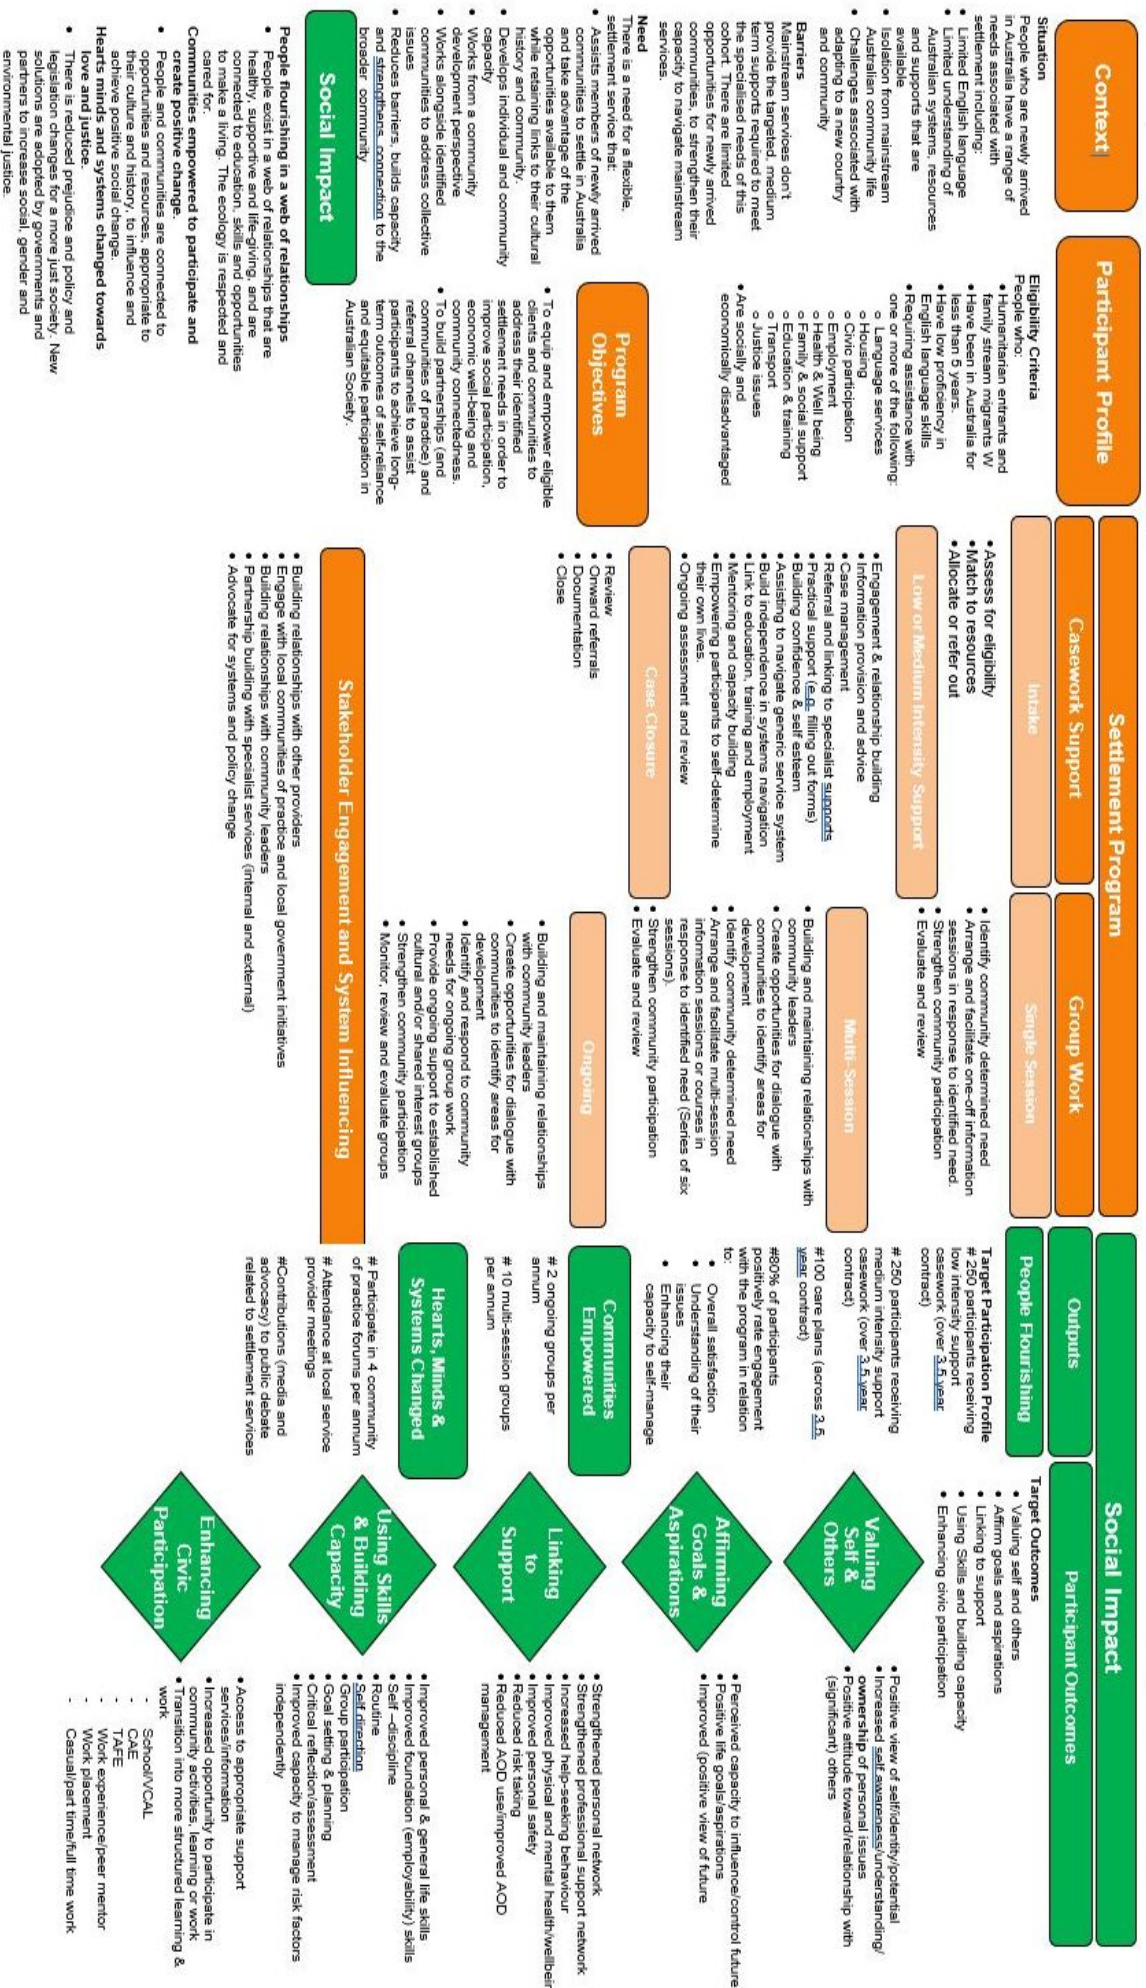 Context
Situation
People who are newly arrived
in Australia have a range of
needs associated with
settlement including:
• Limited English language
• Limited understanding of
Australian systems, resources
and supports that are
available
• Isolation from mainstream
Australian community life
• Challenges associated with
adapting to a new country
and community
Barriers
Mainstream services don't
provide the targeted, medium
term supports required to meet
the specialised needs of this
cohort. There are limited
opportunities for newly arrived
communities, to strengthen their
capacity to navigate mainstream
services.
Need
There is a need for a flexible,
settlement service that:
• Assists members of newly arrived
communities to settle in Australia
and take advantage of the
opportunities available to them
while retaining links to their cultural
history and community.
• Develops individual and community
capacity
• Works from a community
development perspective
• Works alongside identified
communities to address collective
issues
• Reduces barriers, builds capacity
and strengthens connection to the
broader community
Social Impact
People flourishing in a web of relationships
• People exist in a web of relationships that are
healthy, supportive and life-giving, and are
connected to education, skills and opportunities
to make a living. The ecology is respected and
cared for.
Communities empowered to participate and
create positive change.
• People and communities are connected to
opportunities and resources, appropriate to
their culture and history, to influence and
achieve positive social change.
Hearts minds and systems changed towards
love and justice.
• There is reduced prejudice and policy and
legislation changes for a more just society. New
solutions are adopted by governments and
partners to increase social, gender and
environmental justice.
Participant Profile
Eligibility Criteria
People who:
• Humanitarian entrants and
family stream migrants W
• Have been in Australia for
less than 5 years.
• Have low proficiency in
English language skills
• Requiring assistance with
one or more of the following:
o Language services
o Housing
o Civic participation
o Employment
o Health & Well being
o Family & social support
o Education & training
o Transport
o Justice issues
• Are socially and
economically disadvantaged
Program
Objectives
• To equip and empower eligible
clients and communities to
address their identified
settlement needs in order to
improve social participation,
economic well-being and
community connectedness.
• To build partnerships (and
communities of practice) and
referral channels to assist
participants to achieve long-
term outcomes of self-reliance
and equitable participation in
Australian Society.
Settlement Program
Casework Support
Intake
• Assess for eligibility
• Match to resources
• Allocate or refer out
Low or Medium Intensity Support
• Engagement & relationship building
• Information provision and advice
• Case management
• Referral and linking to specialist supports
• Practical support (e.g. filling out forms)
• Building confidence & self esteem
• Assisting to navigate generic service system
• Build independence in systems navigation
• Link to education, training and employment
• Mentoring and capacity building
• Empowering participants to self-determine
their own lives.
• Ongoing assessment and review
Case Closure
• Review
• Onward referrals
• Documentation
• Close
Group Work
Single Session
• Identify community determined need
• Arrange and facilitate one-off information
sessions in response to identified need.
• Strengthen community participation
• Evaluate and review
Multi-Session
• Building and maintaining relationships with
community leaders
• Create opportunities for dialogue with
communities to identify areas for
development
• Identify community determined need
• Arrange and facilitate multi-session
information sessions or courses in
response to identified need (Series of six
sessions).
• Strengthen community participation
• Evaluate and review
Ongoing
• Building and maintaining relationships
with community leaders
• Create opportunities for dialogue with
communities to identify areas for
development
• Identify and respond to community
needs for ongoing group work
• Provide ongoing support to established
cultural and/or shared interest groups
• Strengthen community participation
• Monitor, review and evaluate groups
Stakeholder Engagement and System Influencing
• Building relationships with other providers
• Engage with local communities of practice and local government initiatives
• Building relationships with community leaders
• Partnership building with specialist services (internal and external)
• Advocate for systems and policy change
Social Impact
Outputs
People Flourishing
Target Participation Profile
# 250 participants receiving
low intensity support
casework (over 3.5 year
contract)
# 250 participants receiving
medium intensity support
casework (over 3.5 year
contract)
#100 care plans (across 3.5
year contract)
#80% of participants
positively rate engagement
with the program in relation
to:
• Overall satisfaction
• Understanding of their
issues
• Enhancing their
capacity to self-manage
Communities
Empowered
# 2 ongoing groups per
annum
# 10 multi-session groups
per annum
Hearts, Minds &
Systems Changed
# Participate in 4 community
of practice forums per annum
# Attendance at local service
provider meetings
#Contributions (media and
advocacy) to public debate
related to settlement services
Participant Outcomes
Target Outcomes
• Valuing self and others
• Affirm goals and aspirations
• Linking to support
• Using Skills and building capacity
• Enhancing civic participation
Valuing
Self &
Others
• Positive view of self/identity/potential
• Increased self awareness/understanding/
ownership of personal issues
• Positive attitude toward/relationship with
(significant) others
Affirming
Goals &
Aspirations
• Perceived capacity to influence/control future
• Positive life goals/aspirations
• Improved (positive view of future
Linking
to
Support
• Strengthened personal network
• Strengthened professional support network
• Increased help-seeking behaviour
• Improved physical and mental health/wellbein
• Improved personal safety
• Reduced risk taking
• Reduced AOD use/improved AOD
management
Using Skills
& Building
Capacity
• Improved personal & general life skills
• Improved foundation (employability) skills
• Self –discipline
• Routine
• Self direction
• Group participation
• Goal setting & planning
• Critical reflection/assessment
• Improved capacity to manage risk factors
independently
Enhancing
Civic
Participation
• Access to appropriate support
services/information
• Increased opportunity to participate in
community activities, learning or work
• Transition into more structured learning &
work
- School/VCAL
- CAE
- TAFE
- Work experience/peer mentor
- Work placement
- Casual/part time/full time work